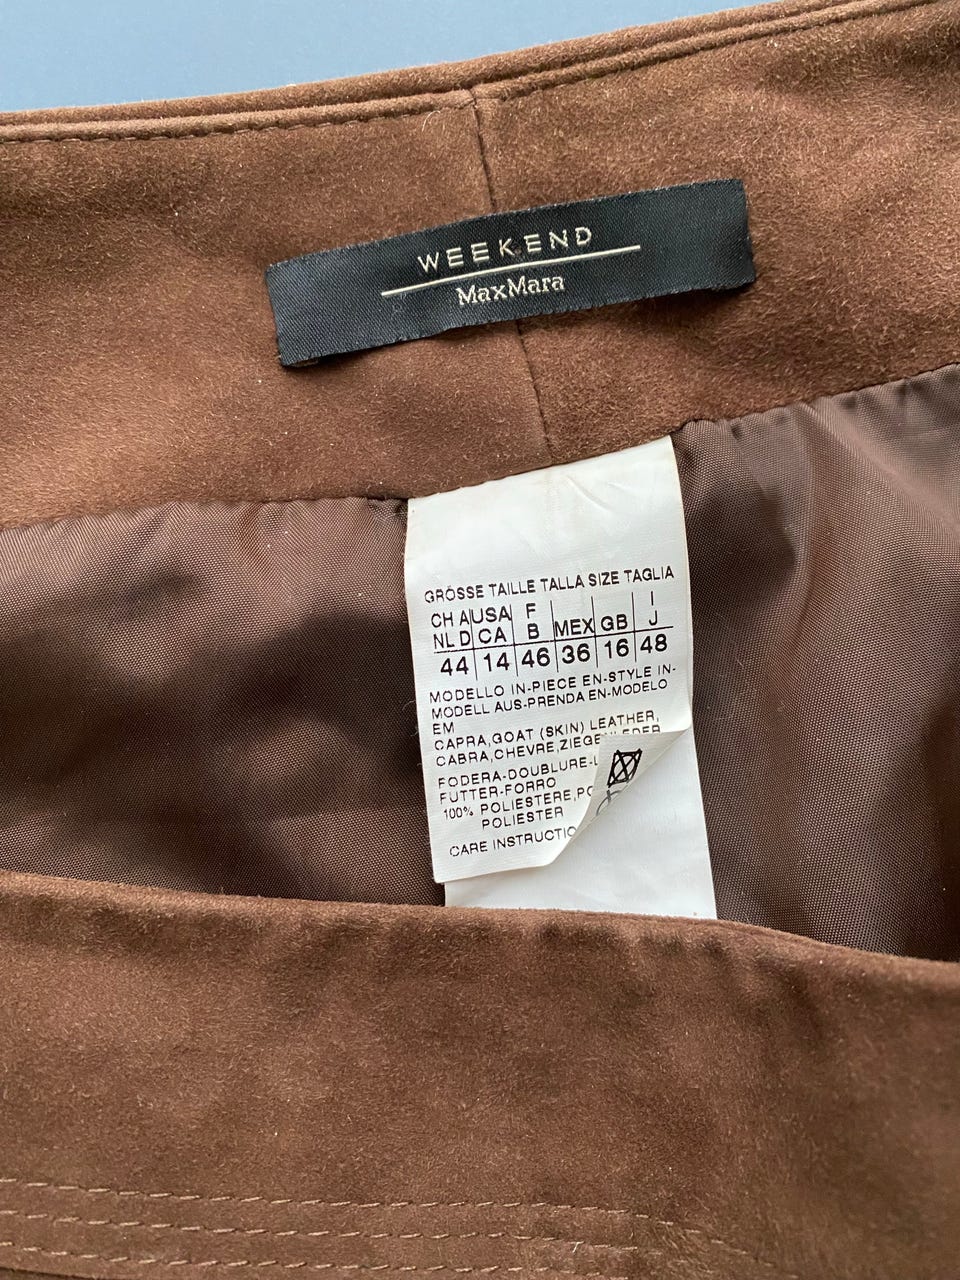 WEEKEND
MaxMara
GRÖSSE TAILLE TALLA SIZE TAGLIA
CH A USA F I
NL D CA B MEX GB J
44 14 46 36 16 48
MODELLO IN-PIECE EN-STYLE IN-
MODELL AUS-PRENDA EN-MODELO
EM
CAPRA,GOAT (SKIN) LEATHER,
CABRA,CHEVRE,ZIEGENLEDER
FODERA-DOUBLURE-
FUTTER-FORRO
100% POLIESTERE,
POLIESTER
CARE